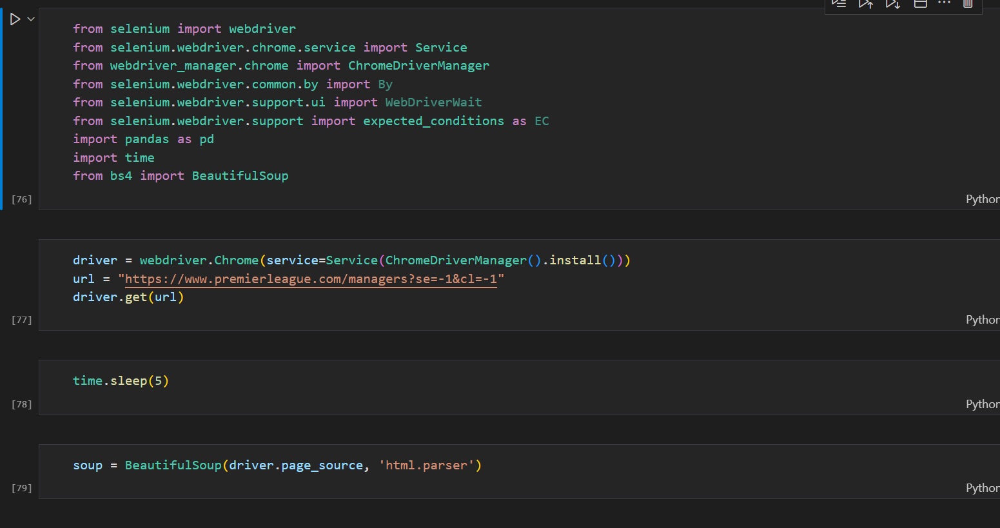 from selenium import webdriver
from selenium.webdriver.chrome.service import Service
from webdriver_manager.chrome import ChromeDriverManager
from selenium.webdriver.common.by import By
from selenium.webdriver.support.ui import WebDriverWait
from selenium.webdriver.support import expected_conditions as EC
import pandas as pd
import time
from bs4 import BeautifulSoup
[76]
Python
driver = webdriver.Chrome(service=Service(ChromeDriverManager().install()))
url = "https://www.premierleague.com/managers?se=-1&cl=-1"
driver.get(url)
[77]
Python
time.sleep(5)
[78]
Python
soup = BeautifulSoup(driver.page_source, 'html.parser')
[79]
Python